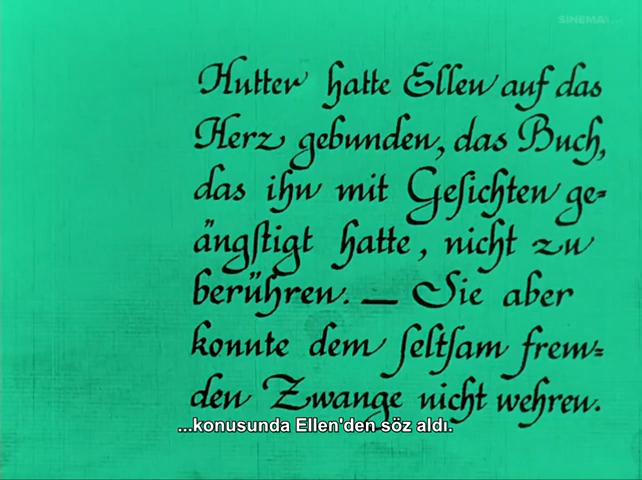 SINEMA
Hutter hatte Ellen auf das
Herz gebunden, das Buch,
das ihn mit Geſichten ge=
ängſtigt hatte, nicht zu
berühren. — Sie aber
konnte dem ſeltſam frem=
den Zwange nicht wehren.
...konusunda Ellen'den söz aldı.